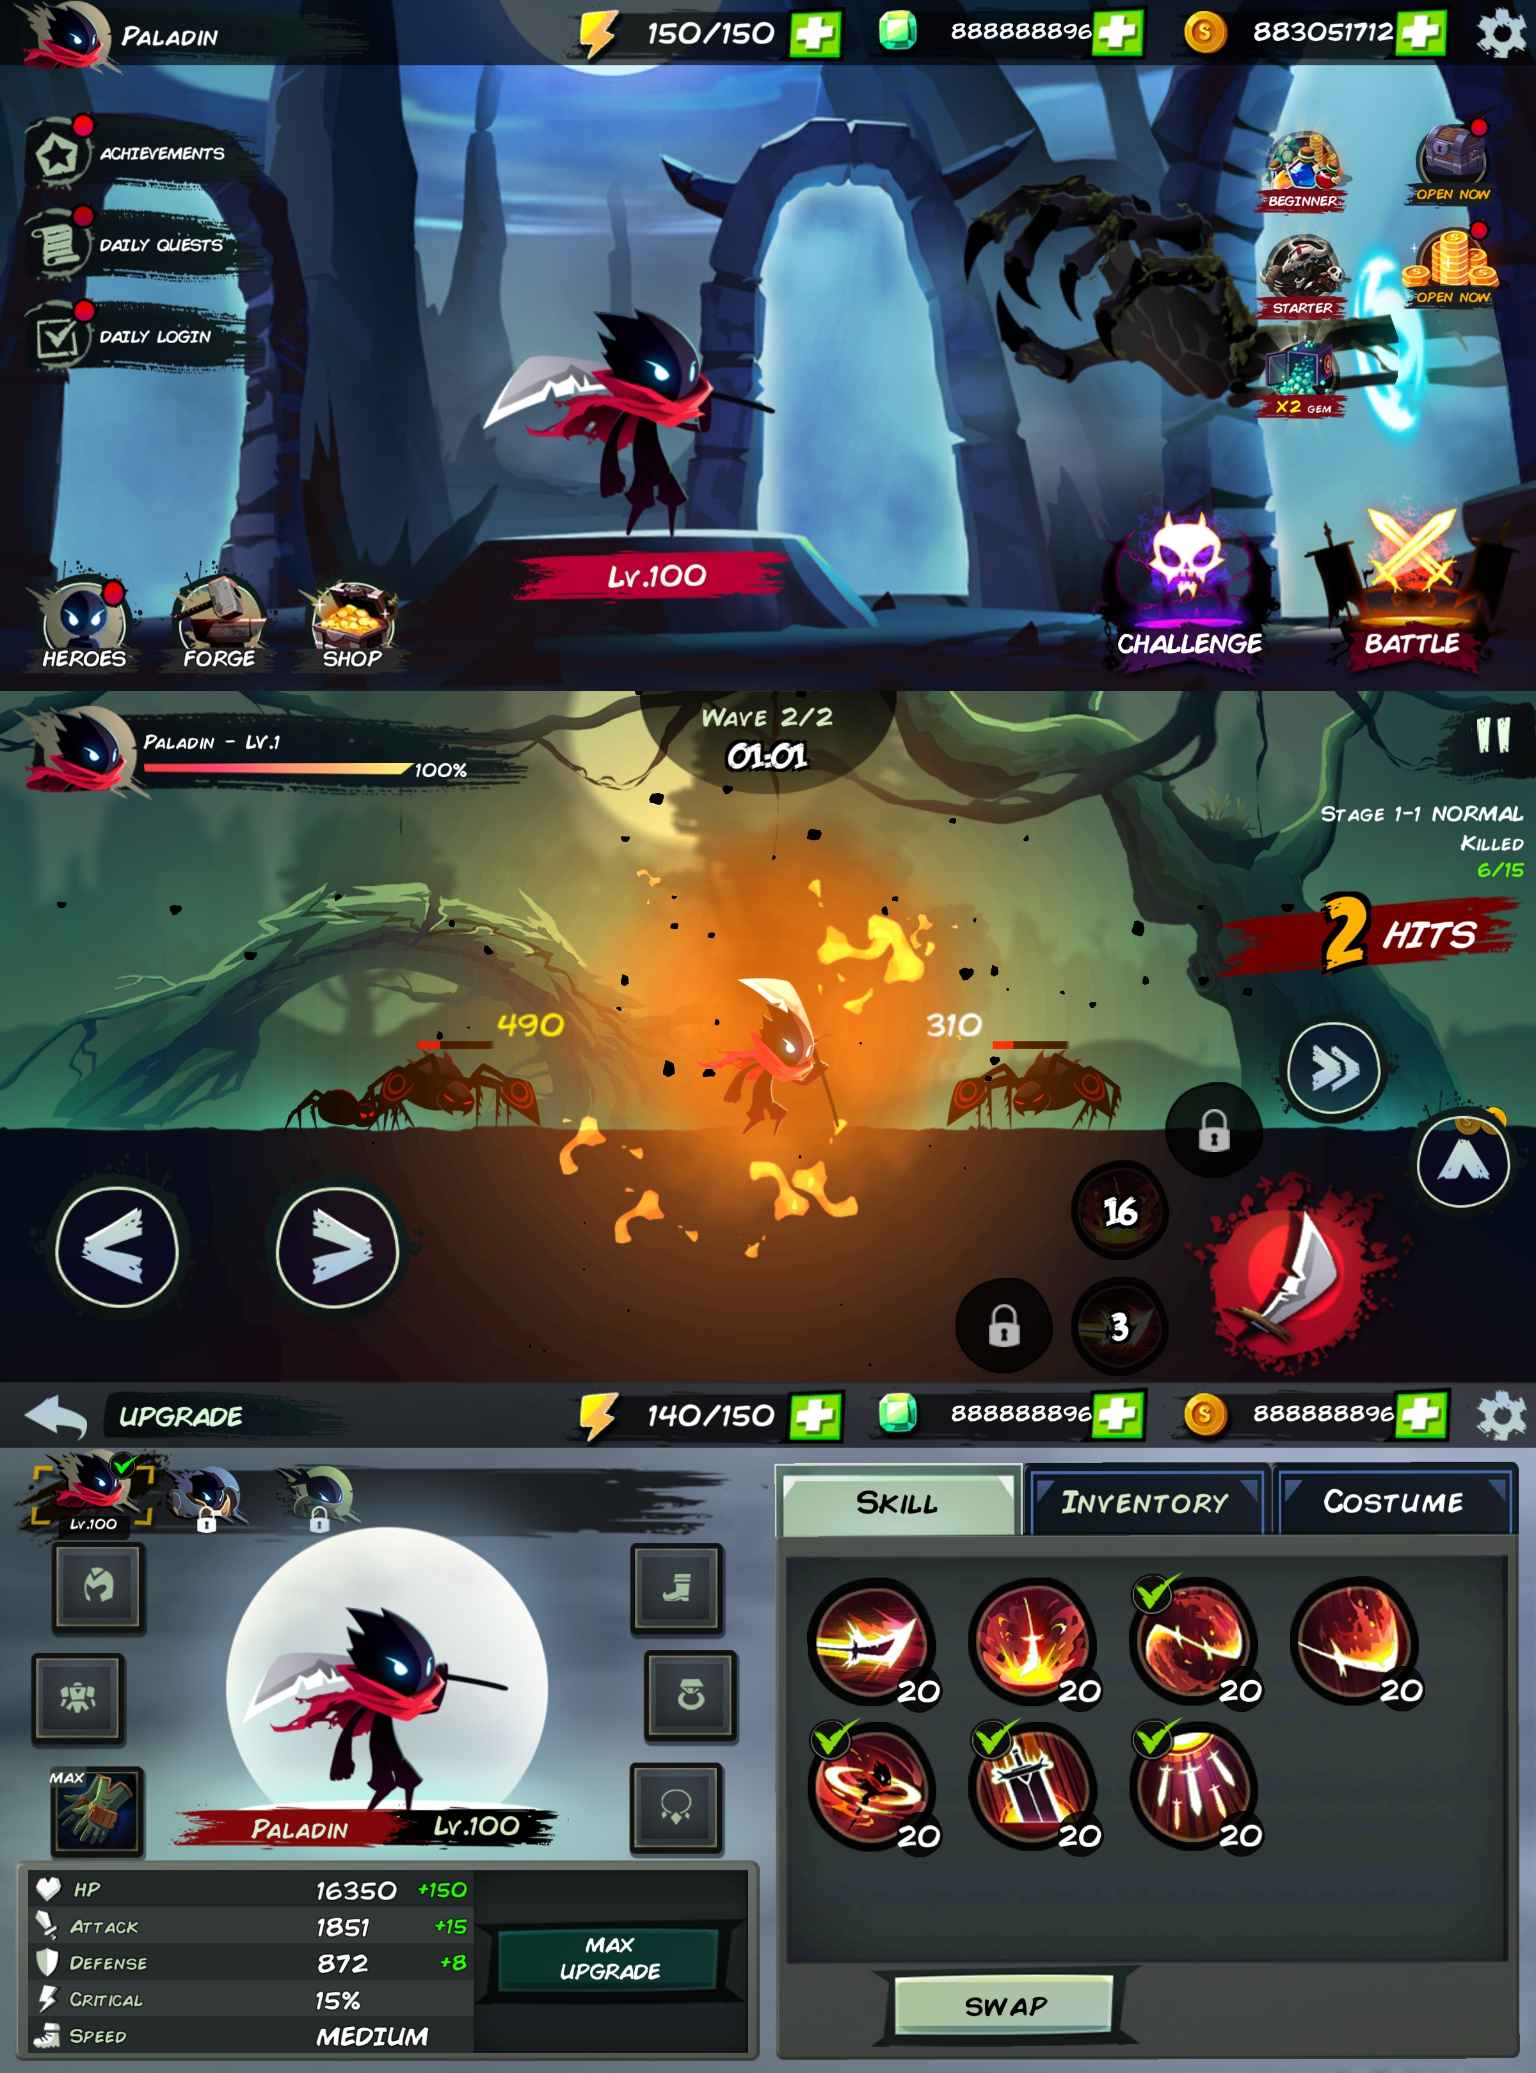 PALADIN
150/150
888888896
883051712
ACHIEVEMENTS
DAILY QUESTS
DAILY LOGIN
BEGINNER
OPEN NOW
STARTER
OPEN NOW
X2 GEM
LV.100
HEROES
FORGE
SHOP
CHALLENGE
BATTLE
PALADIN - LV.1
100%
WAVE 2/2
01:01
STAGE 1-1 NORMAL
KILLED
6/15
2 HITS
490
310
16
3
UPGRADE
140/150
888888896
888888896
LV.100
SKILL
INVENTORY
COSTUME
20
20
20
20
20
20
20
MAX
PALADIN
LV.100
HP 16350 +150
ATTACK 1851 +15
DEFENSE 872 +8
CRITICAL 15%
SPEED MEDIUM
MAX
UPGRADE
SWAP